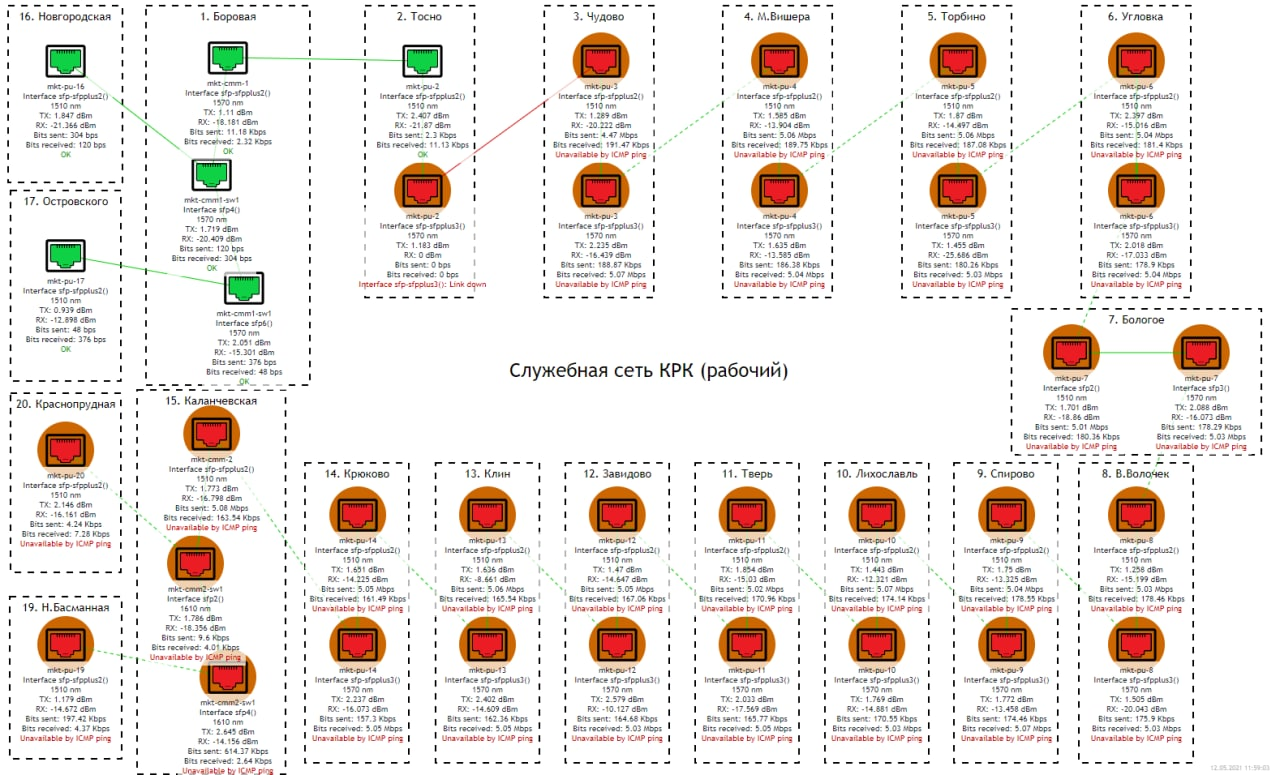 16. Новгородская
mkt-pu-16
Interface sfp-sfpplus2()
1510 nm
TX: 1.847 dBm
RX: -21.366 dBm
Bits sent: 304 bps
Bits received: 120 bps
OK
1. Боровая
mkt-cmm-1
Interface sfp-sfpplus2()
1570 nm
TX: 1.11 dBm
RX: -18.181 dBm
Bits sent: 11.18 Kbps
Bits received: 2.32 Kbps
OK
mkt-cmm1-sw1
Interface sfp4()
1570 nm
TX: 1.719 dBm
RX: -20.409 dBm
Bits sent: 120 bps
Bits received: 304 bps
OK
mkt-cmm1-sw1
Interface sfp6()
1570 nm
TX: 2.051 dBm
RX: -15.301 dBm
Bits sent: 376 bps
Bits received: 48 bps
OK
2. Тосно
mkt-pu-2
Interface sfp-sfpplus2()
1510 nm
TX: 2.407 dBm
RX: -21.87 dBm
Bits sent: 2.3 Kbps
Bits received: 11.13 Kbps
OK
mkt-pu-2
Interface sfp-sfpplus3()
1570 nm
TX: 1.183 dBm
RX: 0 dBm
Bits sent: 0 bps
Bits received: 0 bps
Interface sfp-sfpplus3(): Link down
3. Чудово
mkt-pu-3
Interface sfp-sfpplus2()
1510 nm
TX: 1.289 dBm
RX: -20.222 dBm
Bits sent: 4.47 Mbps
Bits received: 191.47 Kbps
Unavailable by ICMP ping
mkt-pu-3
Interface sfp-sfpplus3()
1570 nm
TX: 2.235 dBm
RX: -16.439 dBm
Bits sent: 188.87 Kbps
Bits received: 5.07 Mbps
Unavailable by ICMP ping
4. М.Вишера
mkt-pu-4
Interface sfp-sfpplus2()
1510 nm
TX: 1.585 dBm
RX: -13.904 dBm
Bits sent: 5.06 Mbps
Bits received: 189.75 Kbps
Unavailable by ICMP ping
mkt-pu-4
Interface sfp-sfpplus3()
1570 nm
TX: 1.635 dBm
RX: -13.585 dBm
Bits sent: 186.38 Kbps
Bits received: 5.04 Mbps
Unavailable by ICMP ping
5. Торбино
mkt-pu-5
Interface sfp-sfpplus2()
1510 nm
TX: 1.87 dBm
RX: -14.497 dBm
Bits sent: 5.06 Mbps
Bits received: 187.08 Kbps
Unavailable by ICMP ping
mkt-pu-5
Interface sfp-sfpplus3()
1570 nm
TX: 1.455 dBm
RX: -25.686 dBm
Bits sent: 180.26 Kbps
Bits received: 5.03 Mbps
Unavailable by ICMP ping
6. Угловка
mkt-pu-6
Interface sfp-sfpplus2()
1510 nm
TX: 2.397 dBm
RX: -15.016 dBm
Bits sent: 5.04 Mbps
Bits received: 181.4 Kbps
Unavailable by ICMP ping
mkt-pu-6
Interface sfp-sfpplus3()
1570 nm
TX: 2.018 dBm
RX: -17.033 dBm
Bits sent: 178.9 Kbps
Bits received: 5.04 Mbps
Unavailable by ICMP ping
17. Островского
mkt-pu-17
Interface sfp-sfpplus2()
1510 nm
TX: 0.939 dBm
RX: -12.898 dBm
Bits sent: 48 bps
Bits received: 376 bps
OK
7. Бологое
mkt-pu-7
Interface sfp2()
1510 nm
TX: 1.701 dBm
RX: -18.86 dBm
Bits sent: 5.01 Mbps
Bits received: 180.36 Kbps
Unavailable by ICMP ping
mkt-pu-7
Interface sfp3()
1570 nm
TX: 2.088 dBm
RX: -16.073 dBm
Bits sent: 178.29 Kbps
Bits received: 5.03 Mbps
Unavailable by ICMP ping
Служебная сеть КРК (рабочий)
20. Краснопрудная
mkt-pu-20
Interface sfp-sfpplus2()
1510 nm
TX: 2.146 dBm
RX: -16.161 dBm
Bits sent: 4.24 Kbps
Bits received: 7.28 Kbps
Unavailable by ICMP ping
15. Каланчевская
mkt-cmm-2
Interface sfp-sfpplus2()
1510 nm
TX: 1.773 dBm
RX: -16.798 dBm
Bits sent: 5.08 Mbps
Bits received: 163.54 Kbps
Unavailable by ICMP ping
mkt-cmm2-sw1
Interface sfp2()
1610 nm
TX: 1.786 dBm
RX: -18.356 dBm
Bits sent: 9.6 Kbps
Bits received: 4.01 Kbps
Unavailable by ICMP ping
mkt-cmm2-sw1
Interface sfp4()
1610 nm
TX: 2.645 dBm
RX: -14.156 dBm
Bits sent: 614.37 Kbps
Bits received: 2.64 Kbps
Unavailable by ICMP ping
19. Н.Басманная
mkt-pu-19
Interface sfp-sfpplus2()
1510 nm
TX: 1.179 dBm
RX: -14.672 dBm
Bits sent: 197.42 Kbps
Bits received: 4.37 Kbps
Unavailable by ICMP ping
14. Крюково
mkt-pu-14
Interface sfp-sfpplus2()
1510 nm
TX: 1.651 dBm
RX: -14.225 dBm
Bits sent: 5.05 Mbps
Bits received: 161.49 Kbps
Unavailable by ICMP ping
mkt-pu-14
Interface sfp-sfpplus3()
1570 nm
TX: 2.237 dBm
RX: -16.073 dBm
Bits sent: 157.3 Kbps
Bits received: 5.05 Mbps
Unavailable by ICMP ping
13. Клин
mkt-pu-13
Interface sfp-sfpplus2()
1510 nm
TX: 1.636 dBm
RX: -8.661 dBm
Bits sent: 5.06 Mbps
Bits received: 165.54 Kbps
Unavailable by ICMP ping
mkt-pu-13
Interface sfp-sfpplus3()
1570 nm
TX: 2.402 dBm
RX: -14.609 dBm
Bits sent: 162.36 Kbps
Bits received: 5.05 Mbps
Unavailable by ICMP ping
12. Завидово
mkt-pu-12
Interface sfp-sfpplus2()
1510 nm
TX: 1.47 dBm
RX: -14.647 dBm
Bits sent: 5.05 Mbps
Bits received: 167.06 Kbps
Unavailable by ICMP ping
mkt-pu-12
Interface sfp-sfpplus3()
1570 nm
TX: 2.579 dBm
RX: -10.127 dBm
Bits sent: 164.68 Kbps
Bits received: 5.03 Mbps
Unavailable by ICMP ping
11. Тверь
mkt-pu-11
Interface sfp-sfpplus2()
1510 nm
TX: 1.854 dBm
RX: -15.03 dBm
Bits sent: 5.02 Mbps
Bits received: 170.96 Kbps
Unavailable by ICMP ping
mkt-pu-11
Interface sfp-sfpplus3()
1570 nm
TX: 2.033 dBm
RX: -17.569 dBm
Bits sent: 165.77 Kbps
Bits received: 5.05 Mbps
Unavailable by ICMP ping
10. Лихославль
mkt-pu-10
Interface sfp-sfpplus2()
1510 nm
TX: 1.443 dBm
RX: -12.321 dBm
Bits sent: 5.07 Mbps
Bits received: 174.14 Kbps
Unavailable by ICMP ping
mkt-pu-10
Interface sfp-sfpplus3()
1570 nm
TX: 1.769 dBm
RX: -14.881 dBm
Bits sent: 170.55 Kbps
Bits received: 5.03 Mbps
Unavailable by ICMP ping
9. Спирово
mkt-pu-9
Interface sfp-sfpplus2()
1510 nm
TX: 1.75 dBm
RX: -13.325 dBm
Bits sent: 5.04 Mbps
Bits received: 178.55 Kbps
Unavailable by ICMP ping
mkt-pu-9
Interface sfp-sfpplus3()
1570 nm
TX: 1.772 dBm
RX: -13.458 dBm
Bits sent: 174.46 Kbps
Bits received: 5.07 Mbps
Unavailable by ICMP ping
8. В.Волочек
mkt-pu-8
Interface sfp-sfpplus2()
1510 nm
TX: 1.258 dBm
RX: -15.199 dBm
Bits sent: 5.03 Mbps
Bits received: 178.46 Kbps
Unavailable by ICMP ping
mkt-pu-8
Interface sfp-sfpplus3()
1570 nm
TX: 1.505 dBm
RX: -20.043 dBm
Bits sent: 175.9 Kbps
Bits received: 5.03 Mbps
Unavailable by ICMP ping
12.05.2021 11:59:03